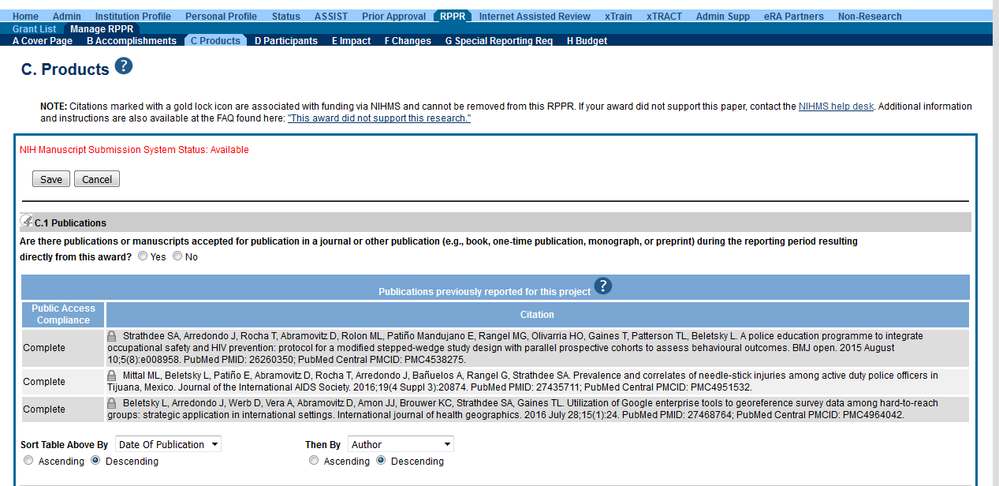 Home Admin Institution Profile Personal Profile Status ASSIST Prior Approval RPPR Internet Assisted Review xTrain xTRACT Admin Supp eRA Partners Non-Research
Grant List Manage RPPR
A Cover Page B Accomplishments C Products D Participants E Impact F Changes G Special Reporting Req H Budget
C. Products ?
NOTE: Citations marked with a gold lock icon are associated with funding via NIHMS and cannot be removed from this RPPR. If your award did not support this paper, contact the NIHMS help desk. Additional information
and instructions are also available at the FAQ found here: "This award did not support this research."
NIH Manuscript Submission System Status: Available
Save Cancel
C.1 Publications
Are there publications or manuscripts accepted for publication in a journal or other publication (e.g., book, one-time publication, monograph, or preprint) during the reporting period resulting
directly from this award? Yes No
Publications previously reported for this project ?
Public Access
Compliance
Citation
Complete
Strathdee SA, Arredondo J, Rocha T, Abramovitz D, Rolon ML, Patiño Mandujano E, Rangel MG, Olivarria HO, Gaines T, Patterson TL, Beletsky L. A police education programme to integrate
occupational safety and HIV prevention: protocol for a modified stepped-wedge study design with parallel prospective cohorts to assess behavioural outcomes. BMJ open. 2015 August
10;5(8):e008958. PubMed PMID: 26260350; PubMed Central PMCID: PMC4538275.
Complete
Mittal ML, Beletsky L, Patiño E, Abramovitz D, Rocha T, Arredondo J, Bañuelos A, Rangel G, Strathdee SA. Prevalence and correlates of needle-stick injuries among active duty police officers in
Tijuana, Mexico. Journal of the International AIDS Society. 2016;19(4 Suppl 3):20874. PubMed PMID: 27435711; PubMed Central PMCID: PMC4951532.
Complete
Beletsky L, Arredondo J, Werb D, Vera A, Abramovitz D, Amon JJ, Brouwer KC, Strathdee SA, Gaines TL. Utilization of Google enterprise tools to georeference survey data among hard-to-reach
groups: strategic application in international settings. International journal of health geographics. 2016 July 28;15(1):24. PubMed PMID: 27468764; PubMed Central PMCID: PMC4964042.
Sort Table Above By Date Of Publication Then By Author
Ascending Descending Ascending Descending